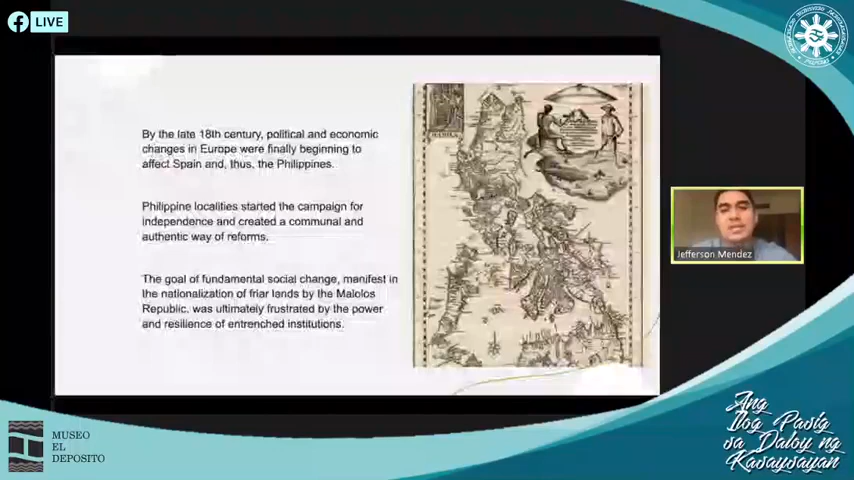 LIVE
By the late 18th century, political and economic
changes in Europe were finally beginning to
affect Spain and, thus, the Philippines.
Philippine localities started the campaign for
independence and created a communal and
authentic way of reforms.
The goal of fundamental social change, manifest in
the nationalization of friar lands by the Malolos
Republic, was ultimately frustrated by the power
and resilience of entrenched institutions.
MANILA
Jefferson Mendez
MUSEO
EL
DEPOSITO
Ang
Ilog Pasig
sa Daloy ng
Kasaysayan